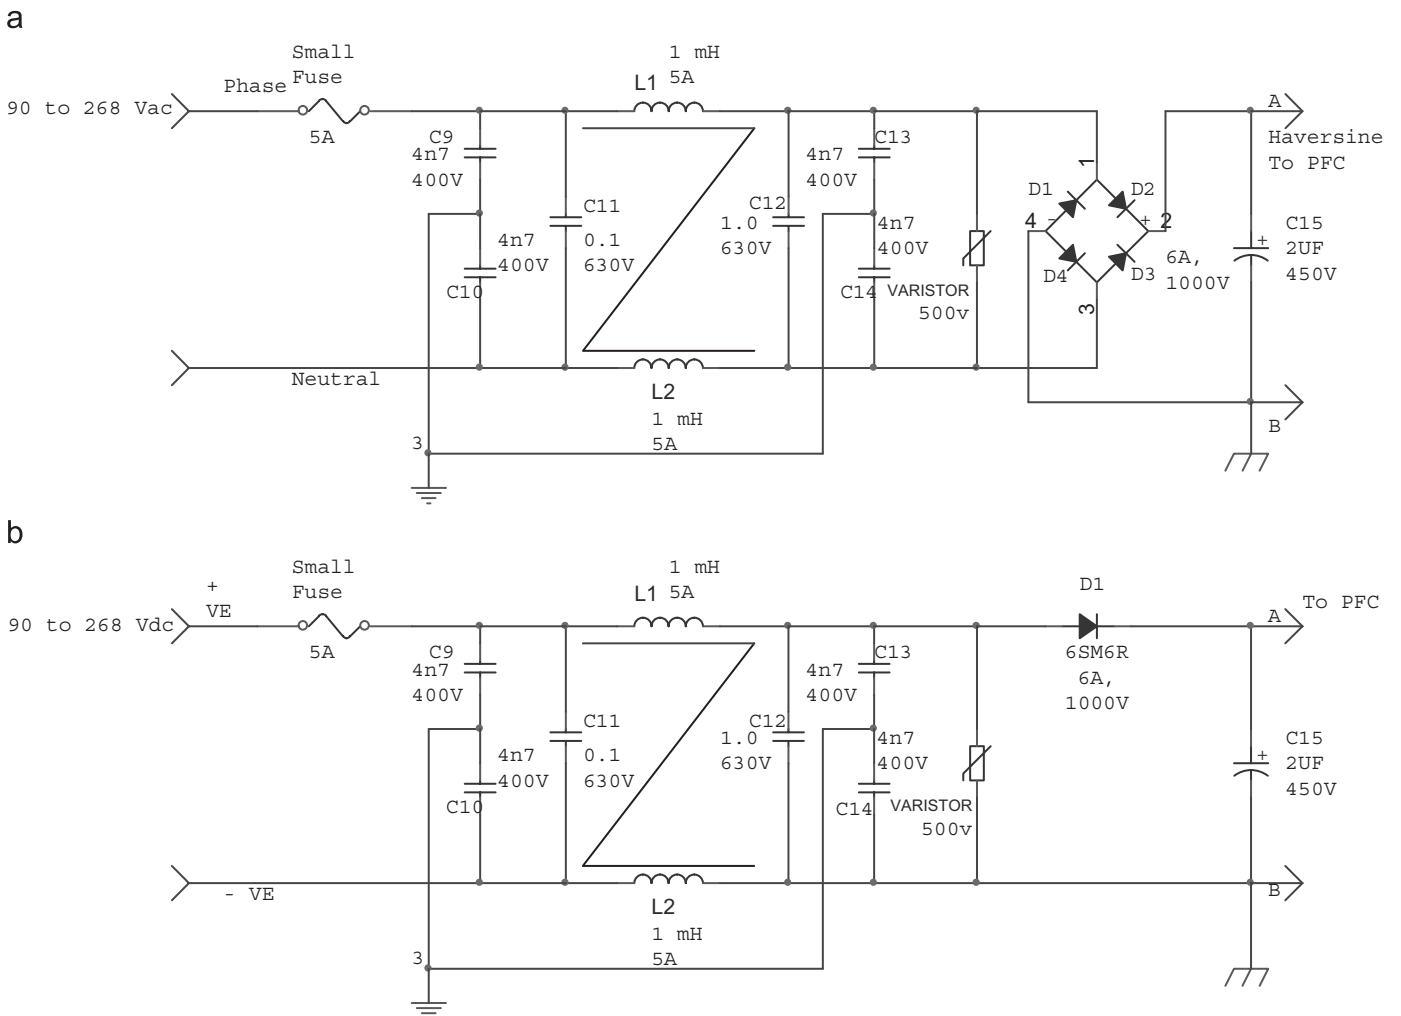 a
Small
Fuse
1 mH
5A
L1
Phase
90 to 268 Vac
5A
C9
4n7
400V
C11
0.1
630V
4n7
400V
C10
C12
1.0
630V
C13
4n7
400V
4n7
400V
C14
VARISTOR
500v
1
D1
D2
4
-
+
2
D4
D3
3
6A,
1000V
A
Haversine
To PFC
C15
+
2UF
450V
B
Neutral
L2
1 mH
5A
3
b
Small
Fuse
1 mH
5A
L1
+
VE
90 to 268 Vdc
5A
C9
4n7
400V
C11
0.1
630V
4n7
400V
C10
C12
1.0
630V
C13
4n7
400V
4n7
400V
C14
VARISTOR
500v
D1
6SM6R
6A,
1000V
A
To PFC
C15
+
2UF
450V
B
- VE
L2
1 mH
5A
3